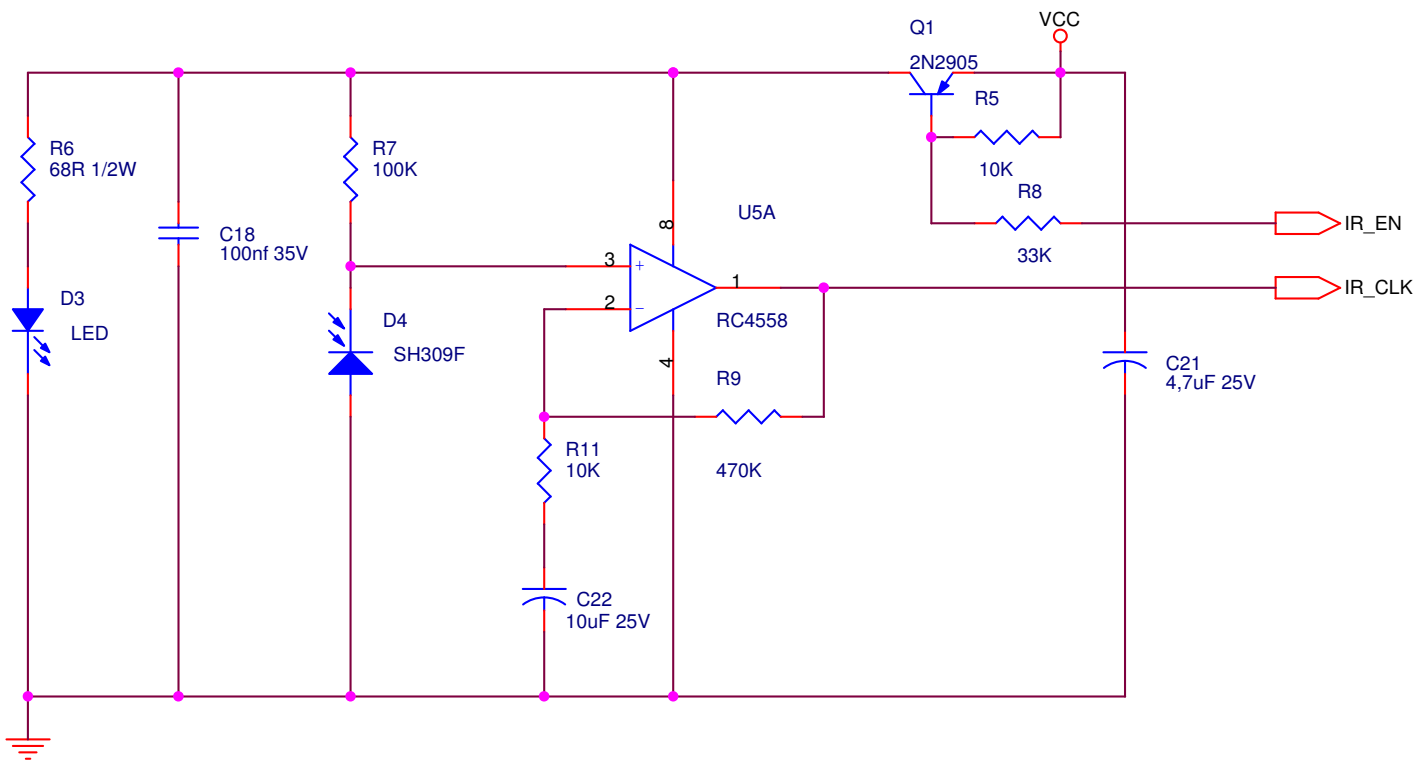 VCC
Q1
2N2905
R5
10K
R6
68R 1/2W
R7
100K
R8
33K
IR_EN
C18
100nf 35V
U5A
8
3
+
2
−
1
4
RC4558
IR_CLK
D3
LED
D4
SH309F
R9
470K
C21
4,7uF 25V
R11
10K
C22
10uF 25V